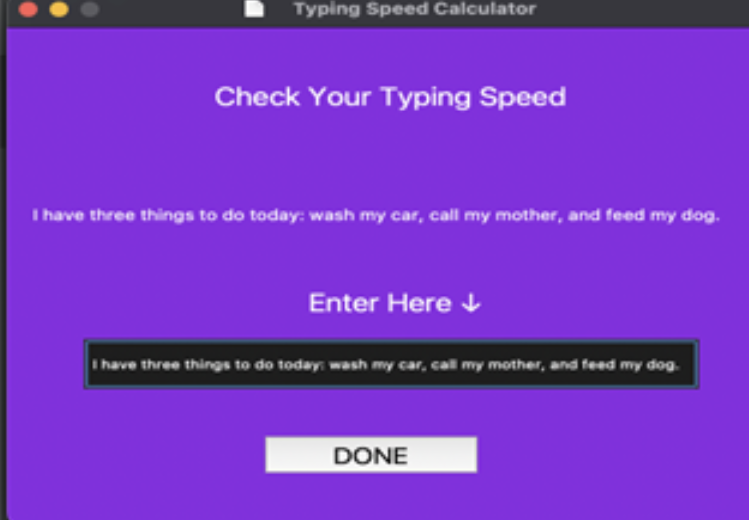 Typing Speed Calculator
Check Your Typing Speed
I have three things to do today: wash my car, call my mother, and feed my dog.
Enter Here ↓
I have three things to do today: wash my car, call my mother, and feed my dog.
DONE